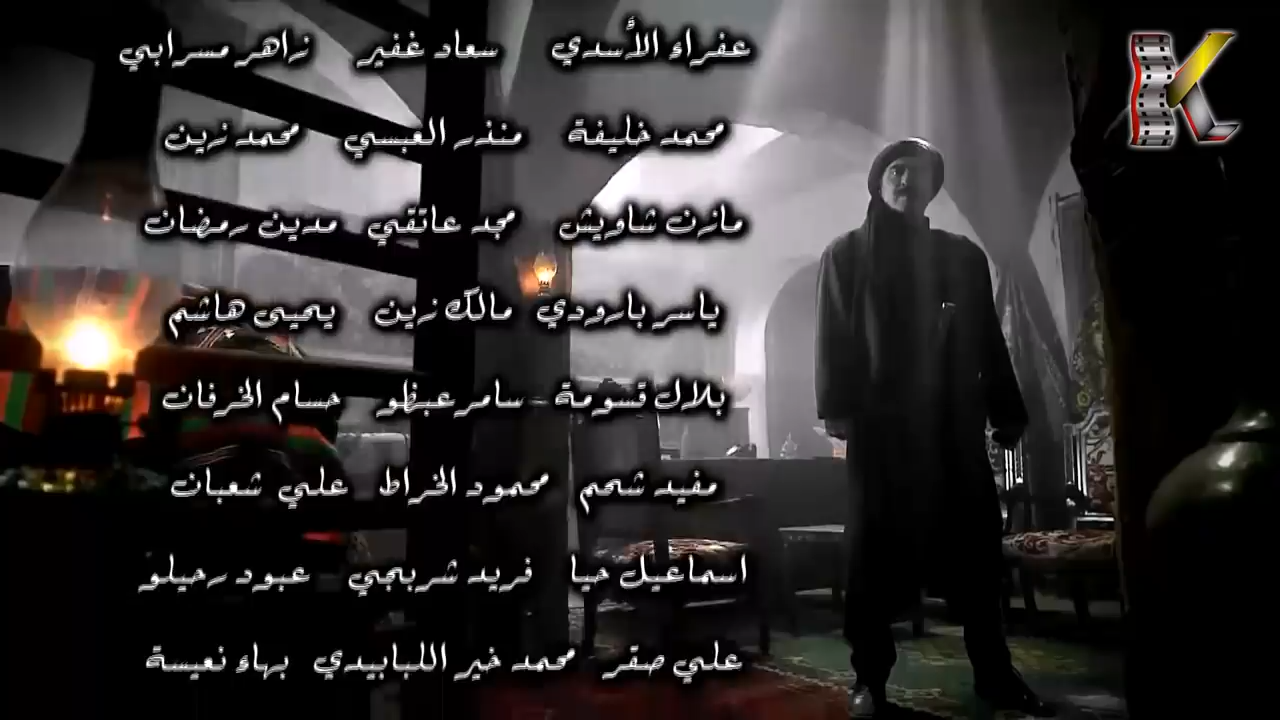 عفراء الأسدي سعاد غفير زاهر مسرابي
محمد خليفة منذر العبسي محمد زين
مازن شاويش مجد عاتقي مدين رمضان
ياسر بارودي مالك زين يحيى هاشم
بلال قسومة سامر عبظو حسام الخرفان
مفيد شحم محمود الخراط علي شعبان
اسماعيل حيا فريد شربجي عبود رحيلو
علي صقر محمد خير اللبابيدي بهاء نعيسة
K